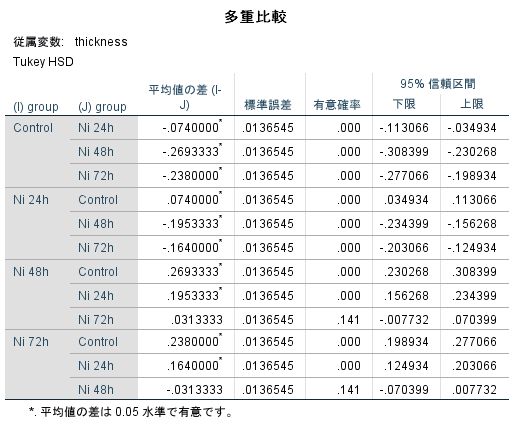 多重比較
従属変数: thickness
Tukey HSD
(I) group (J) group 平均値の差 (I-J) 標準誤差 有意確率 95% 信頼区間 下限 上限
Control Ni 24h -.0740000* .0136545 .000 -.113066 -.034934
Ni 48h -.2693333* .0136545 .000 -.308399 -.230268
Ni 72h -.2380000* .0136545 .000 -.277066 -.198934
Ni 24h Control .0740000* .0136545 .000 .034934 .113066
Ni 48h -.1953333* .0136545 .000 -.234399 -.156268
Ni 72h -.1640000* .0136545 .000 -.203066 -.124934
Ni 48h Control .2693333* .0136545 .000 .230268 .308399
Ni 24h .1953333* .0136545 .000 .156268 .234399
Ni 72h .0313333 .0136545 .141 -.007732 .070399
Ni 72h Control .2380000* .0136545 .000 .198934 .277066
Ni 24h .1640000* .0136545 .000 .124934 .203066
Ni 48h -.0313333 .0136545 .141 -.070399 .007732
*. 平均値の差は 0.05 水準で有意です。